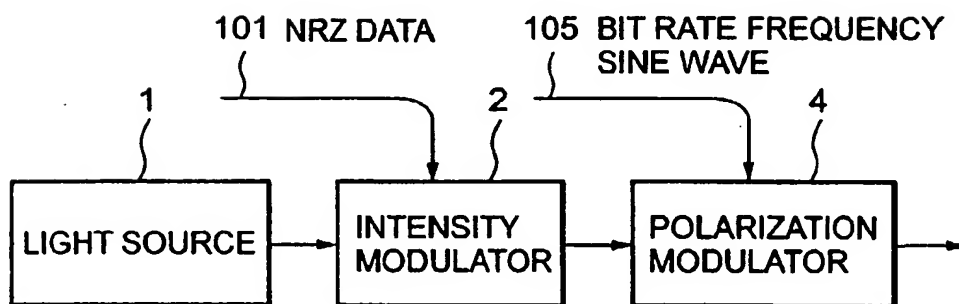 101 NRZ DATA
105 BIT RATE FREQUENCY
SINE WAVE
1
2
4
LIGHT SOURCE
INTENSITY
MODULATOR
POLARIZATION
MODULATOR